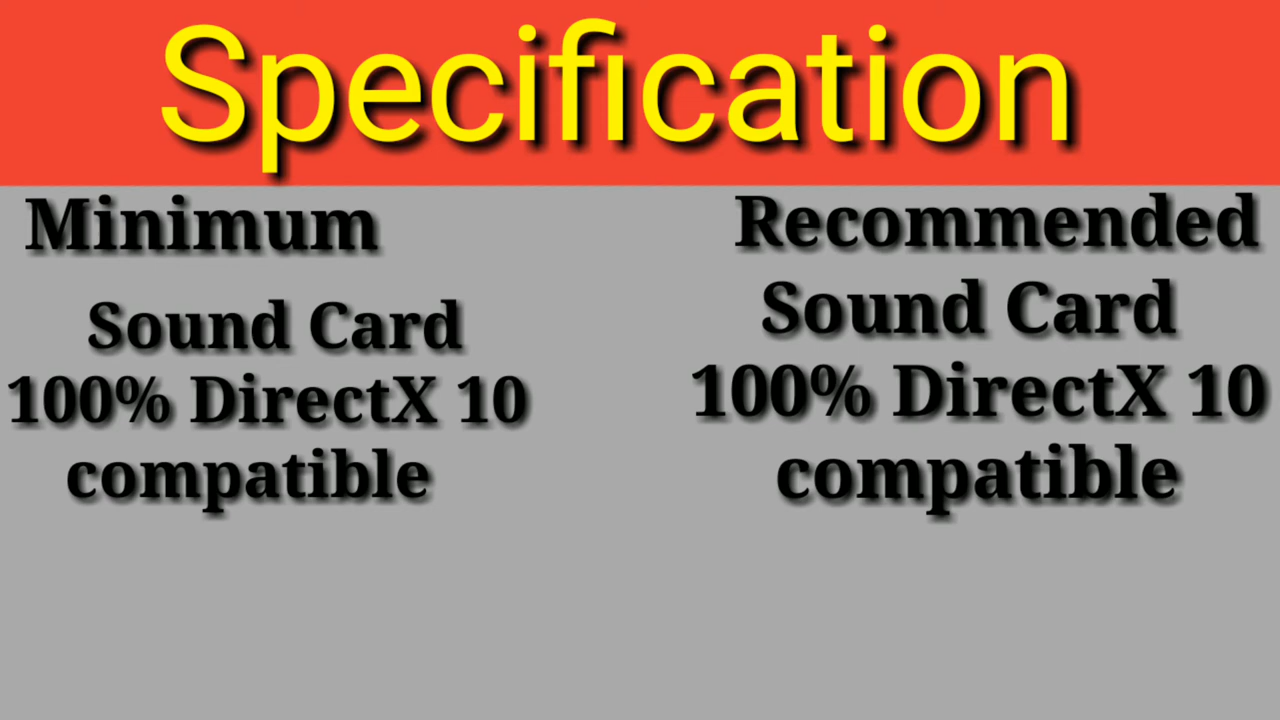 Specification
Minimum
Sound Card
100% DirectX 10
compatible
Recommended
Sound Card
100% DirectX 10
compatible